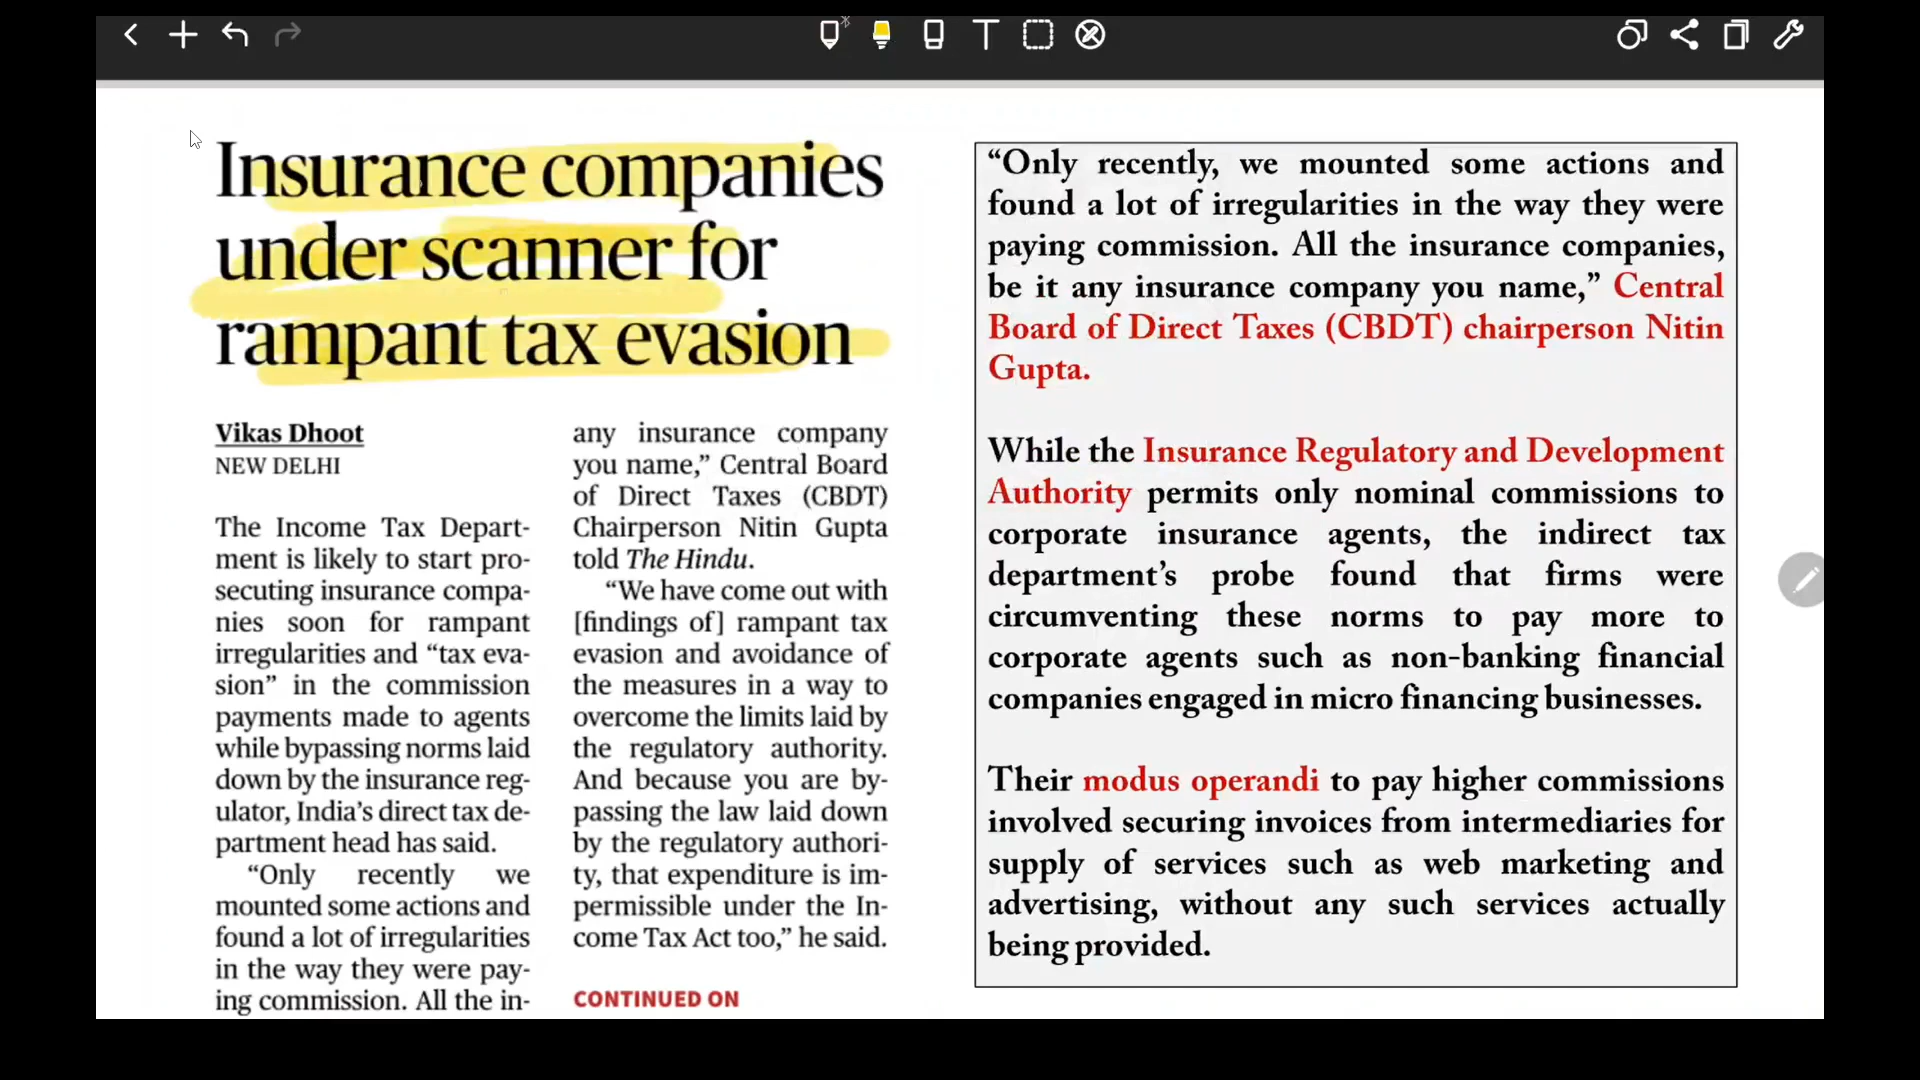 Insurance companies
under scanner for
rampant tax evasion
Vikas Dhoot
NEW DELHI
The Income Tax Depart-
ment is likely to start pro-
secuting insurance compa-
nies soon for rampant
irregularities and “tax eva-
sion” in the commission
payments made to agents
while bypassing norms laid
down by the insurance reg-
ulator, India’s direct tax de-
partment head has said.
“Only recently we
mounted some actions and
found a lot of irregularities
in the way they were pay-
ing commission. All the in-
any insurance company
you name,” Central Board
of Direct Taxes (CBDT)
Chairperson Nitin Gupta
told The Hindu.
“We have come out with
[findings of] rampant tax
evasion and avoidance of
the measures in a way to
overcome the limits laid by
the regulatory authority.
And because you are by-
passing the law laid down
by the regulatory authori-
ty, that expenditure is im-
permissible under the In-
come Tax Act too,” he said.
CONTINUED ON
“Only recently, we mounted some actions and
found a lot of irregularities in the way they were
paying commission. All the insurance companies,
be it any insurance company you name,” Central
Board of Direct Taxes (CBDT) chairperson Nitin
Gupta.
While the Insurance Regulatory and Development
Authority permits only nominal commissions to
corporate insurance agents, the indirect tax
department’s probe found that firms were
circumventing these norms to pay more to
corporate agents such as non-banking financial
companies engaged in micro financing businesses.
Their modus operandi to pay higher commissions
involved securing invoices from intermediaries for
supply of services such as web marketing and
advertising, without any such services actually
being provided.